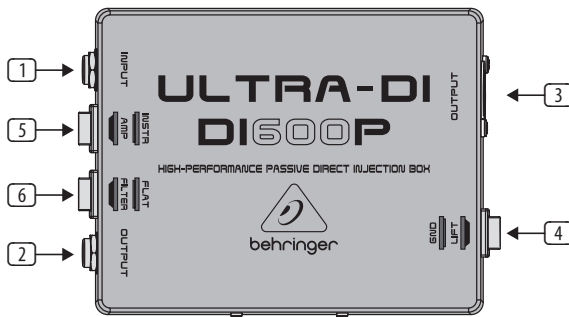 1
INPUT
5
INSTR
AMP
6
FLAT
FILTER
2
OUTPUT
ULTRA-DI
DI600P
HIGH-PERFORMANCE PASSIVE DIRECT INJECTION BOX
behringer
OUTPUT
3
GND
LIFT
4